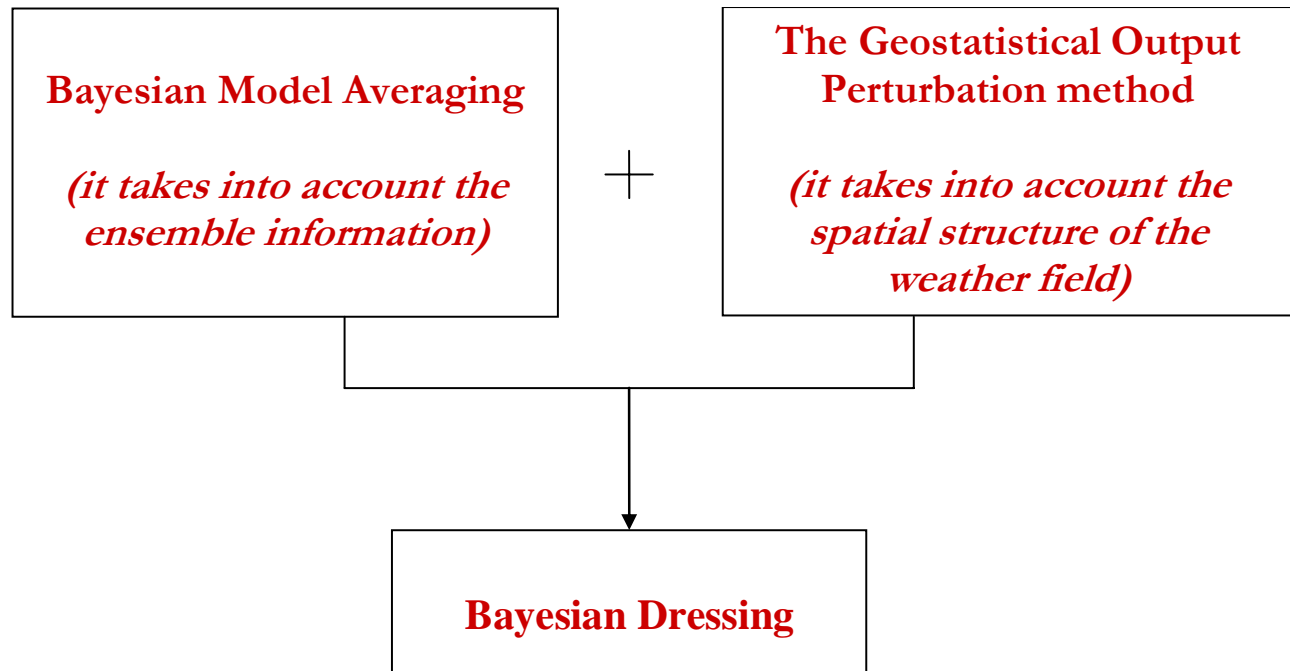 Bayesian Model Averaging
(it takes into account the
ensemble information)
+
The Geostatistical Output
Perturbation method
(it takes into account the
spatial structure of the
weather field)
Bayesian Dressing